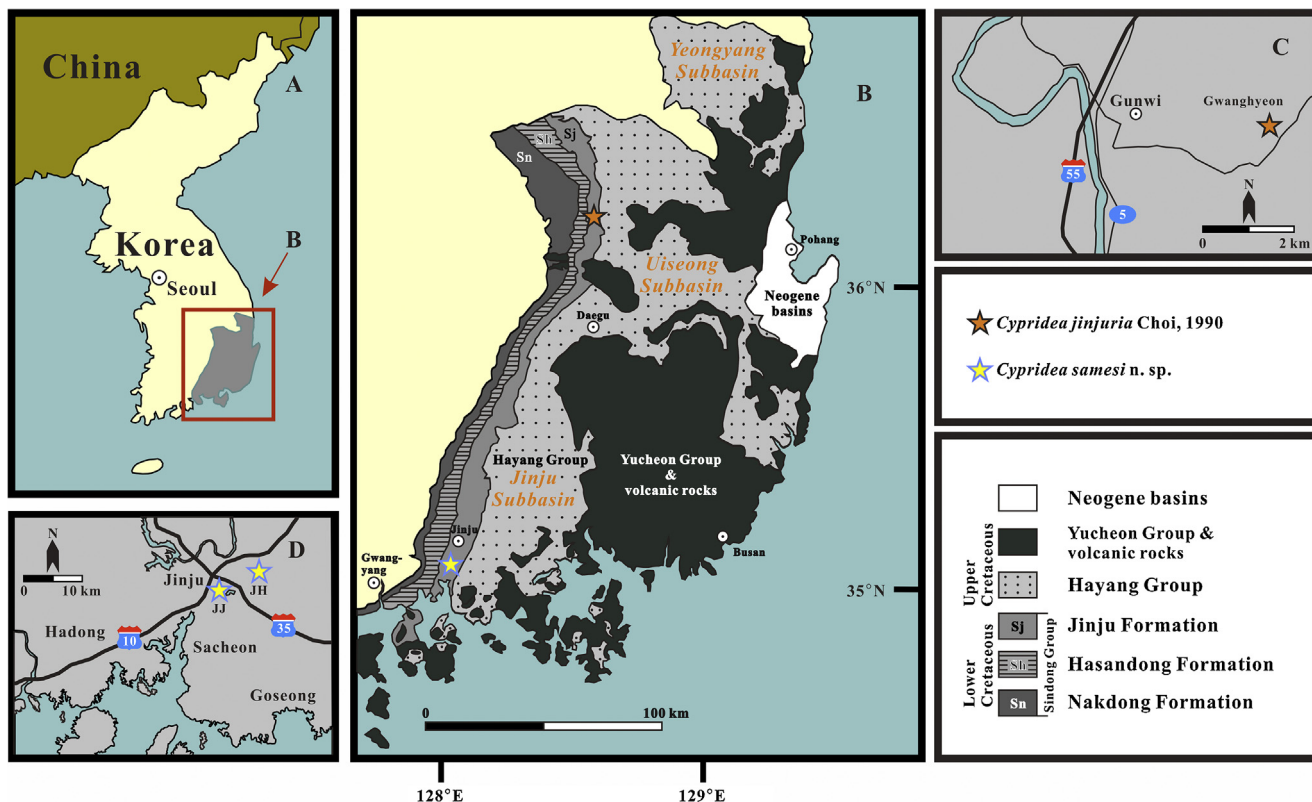 China
A
Korea
Seoul
B
Yeongyang
Subbasin
B
Sj
Sh
Sn
Pohang
Uiseong
Subbasin
Neogene
basins
36°N
Daegu
Hayang Group
Jinju
Subbasin
Yucheon Group
&
volcanic rocks
Jinju
Gwang-
yang
Busan
35°N
0 100 km
128°E 129°E
C
Gunwi
Gwanghyeon
55
5
N
0 2 km
Cypridea jinjuria Choi, 1990
Cypridea samesi n. sp.
Neogene basins
Yucheon Group &
volcanic rocks
Hayang Group
Sj Jinju Formation
Sh Hasandong Formation
Sn Nakdong Formation
Upper
Cretaceous
Lower
Cretaceous
Sindong Group
N
D
0 10 km
Jinju
JH
JJ
Hadong
10
35
Sacheon
Goseong